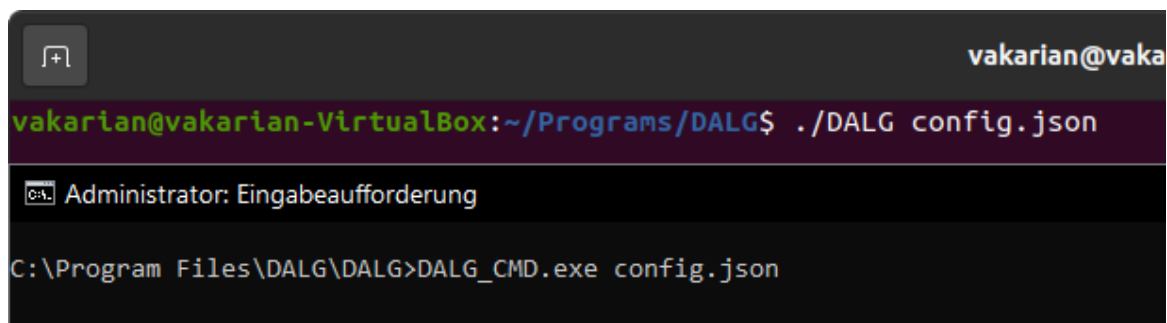 vakarian@vaka
vakarian@vakarian-VirtualBox:~/Programs/DALG$ ./DALG config.json
Administrator: Eingabeaufforderung
C:\Program Files\DALG\DALG>DALG_CMD.exe config.json